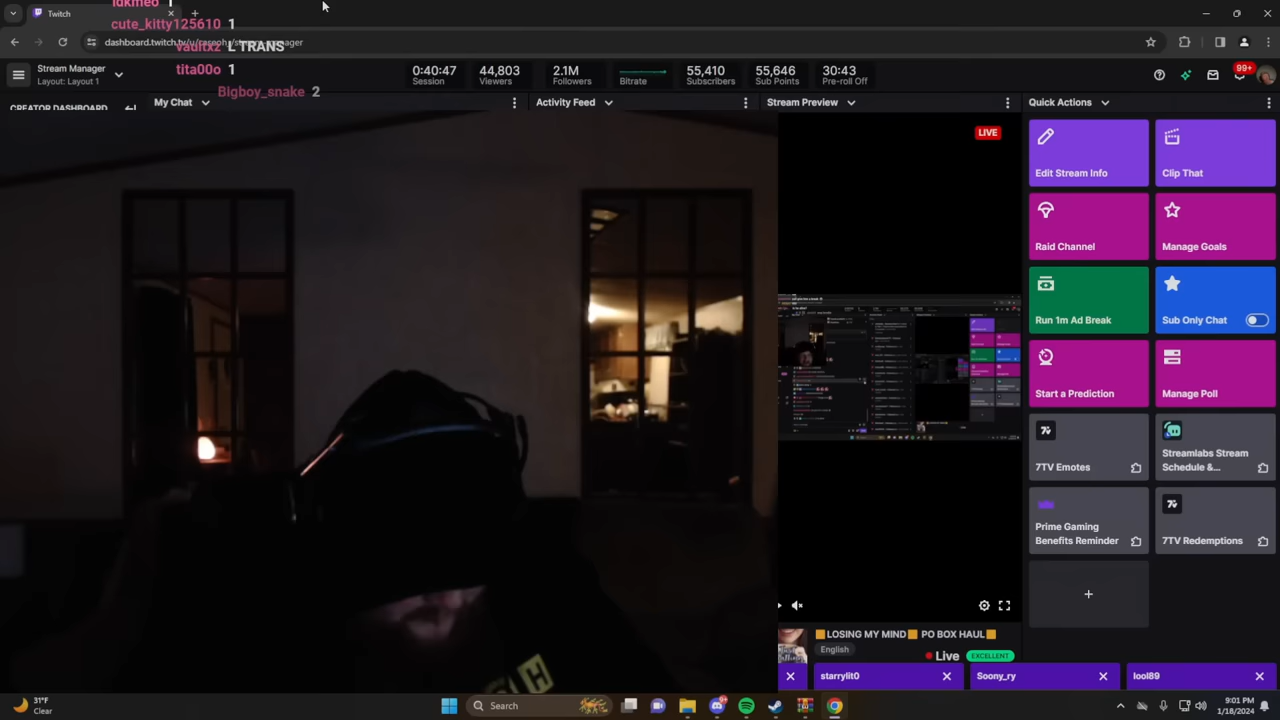 Twitch
idkmeo 1
cute_kitty125610 1
vaultxz L TRANS
tita00o 1
Bigboy_snake 2
Stream Manager
Layout: Layout 1
0:40:47
Session
44,803
Viewers
2.1M
Followers
Bitrate
55,410
Subscribers
55,646
Sub Points
30:43
Pre-roll Off
99+
CREATOR DASHBOARD
My Chat
Activity Feed
Stream Preview
Quick Actions
LIVE
Edit Stream Info
Clip That
Raid Channel
Manage Goals
Run 1m Ad Break
Sub Only Chat
Start a Prediction
Manage Poll
7TV Emotes
Streamlabs Stream
Schedule &...
Prime Gaming
Benefits Reminder
7TV Redemptions
LOSING MY MIND PO BOX HAUL
English
Live
EXCELLENT
starrylit0
Soony_ry
lool89
31°F
Clear
Search
9:01 PM
1/18/2024